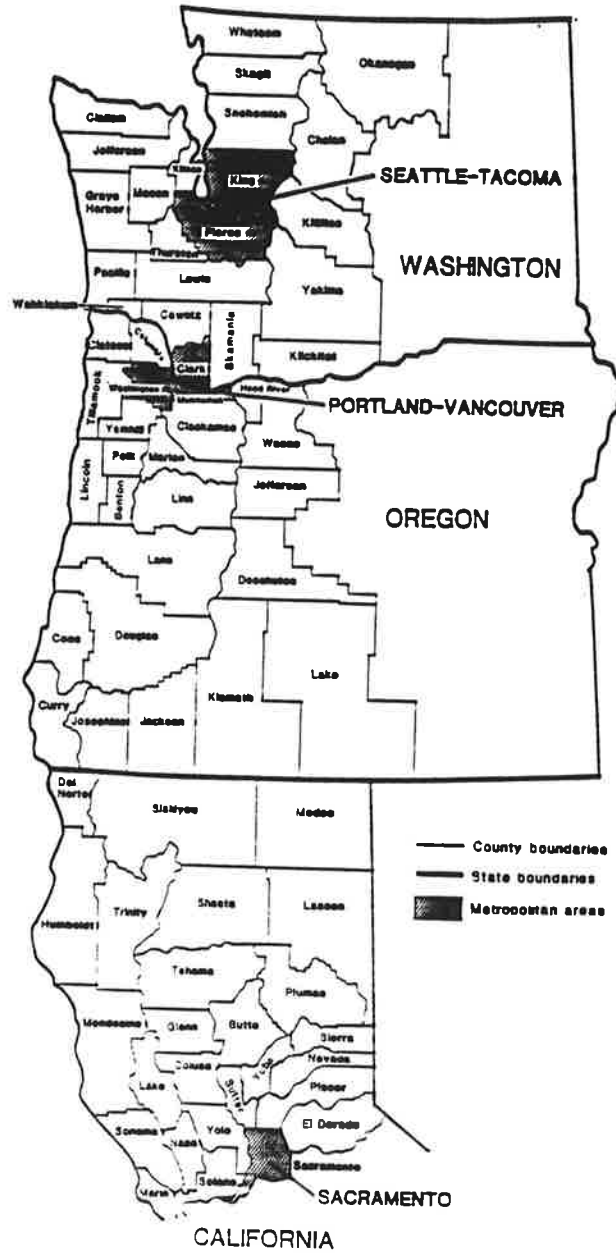 Whatcom
Okanogan
Skagit
Snohomish
Clallam
Chelan
Jefferson
Kitsap
King
SEATTLE-TACOMA
Grays
Harbor
Mason
Kittitas
Pierce
Thurston
WASHINGTON
Pacific
Lewis
Yakima
Wahkiakum
Cowlitz
Skamania
Clatsop
Columbia
Clark
Klickitat
Washington
Multnomah
Hood River
PORTLAND-VANCOUVER
Tillamook
Clackamas
Yamhill
Wasco
Polk
Marion
Lincoln
Benton
Linn
Jefferson
OREGON
Lane
Deschutes
Coos
Douglas
Lake
Klamath
Curry
Josephine
Jackson
Del
Norte
Siskiyou
Modoc
County boundaries
State boundaries
Metropolitan areas
Humboldt
Trinity
Shasta
Lassen
Tehama
Plumas
Mendocino
Glenn
Butte
Sierra
Nevada
Colusa
Yuba
Placer
Lake
Sutter
El Dorado
Sonoma
Napa
Yolo
Sacramento
Marin
Solano
SACRAMENTO
CALIFORNIA